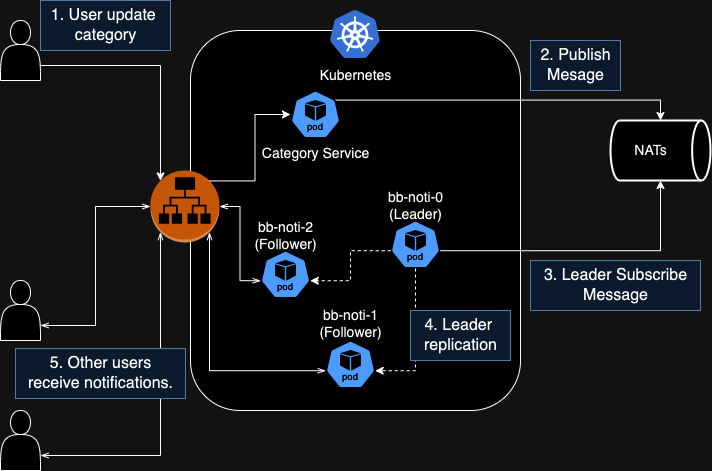 1. User update
category
Kubernetes
2. Publish
Mesage
pod
Category Service
NATs
bb-noti-0
(Leader)
pod
bb-noti-2
(Follower)
pod
3. Leader Subscribe
Message
bb-noti-1
(Follower)
pod
4. Leader
replication
5. Other users
receive notifications.